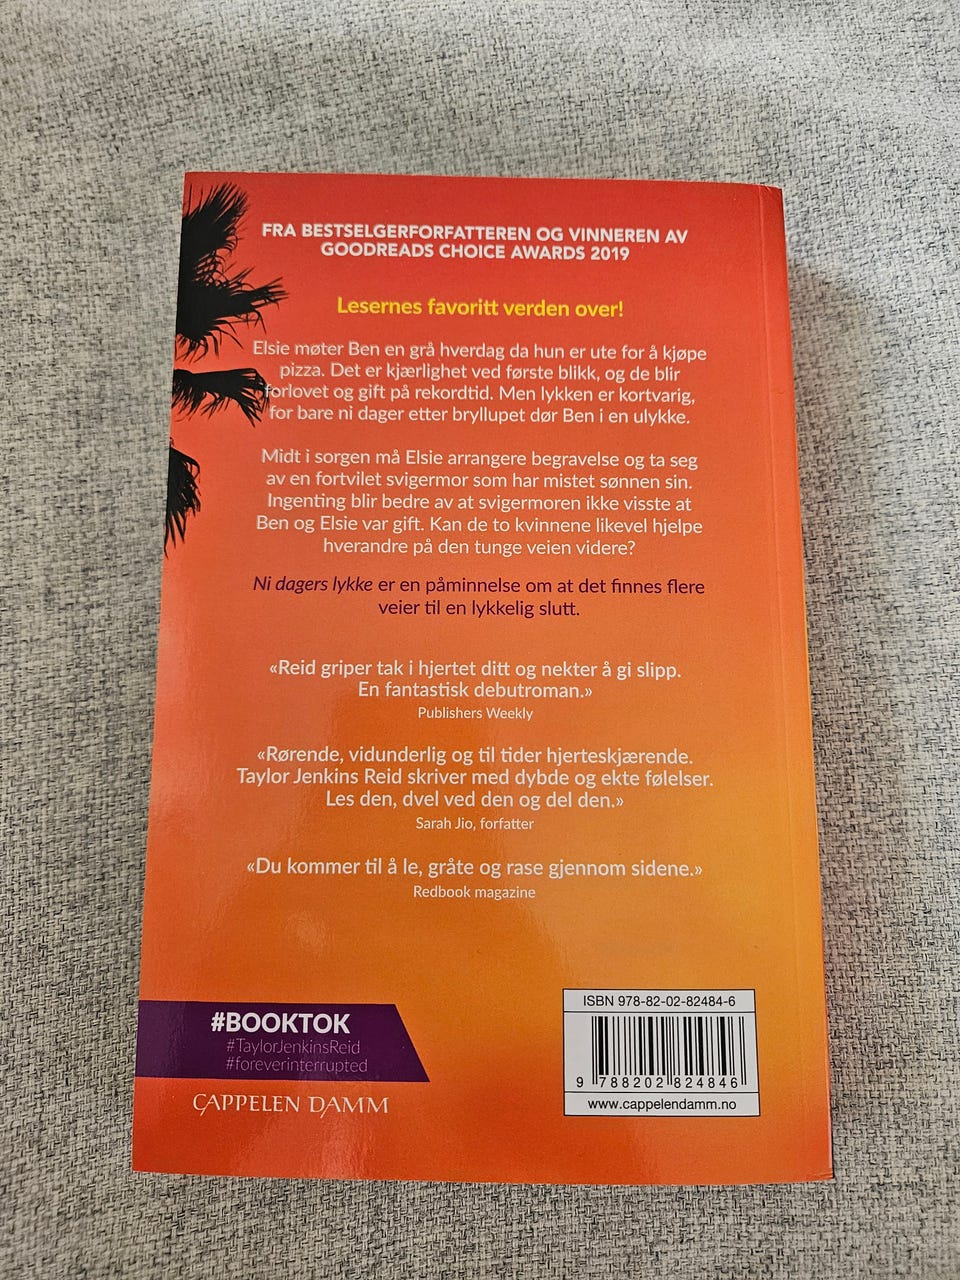 FRA BESTSELGERFORFATTEREN OG VINNEREN AV
GOODREADS CHOICE AWARDS 2019
Lesernes favoritt verden over!
Elsie møter Ben en grå hverdag da hun er ute for å kjøpe
pizza. Det er kjærlighet ved første blikk, og de blir
forlovet og gift på rekordtid. Men lykken er kortvarig,
for bare ni dager etter bryllupet dør Ben i en ulykke.
Midt i sorgen må Elsie arrangere begravelse og ta seg
av en fortvilet svigermor som har mistet sønnen sin.
Ingenting blir bedre av at svigermoren ikke visste at
Ben og Elsie var gift. Kan de to kvinnene likevel hjelpe
hverandre på den tunge veien videre?
Ni dagers lykke er en påminnelse om at det finnes flere
veier til en lykkelig slutt.
«Reid griper tak i hjertet ditt og nekter å gi slipp.
En fantastisk debutroman.»
Publishers Weekly
«Rørende, vidunderlig og til tider hjerteskjærende.
Taylor Jenkins Reid skriver med dybde og ekte følelser.
Les den, dvel ved den og del den.»
Sarah Jio, forfatter
«Du kommer til å le, gråte og rase gjennom sidene.»
Redbook magazine
#BOOKTOK
#TaylorJenkinsReid
#foreverinterrupted
CAPPELEN DAMM
ISBN 978-82-02-82484-6
9 788202 824846
www.cappelendamm.no